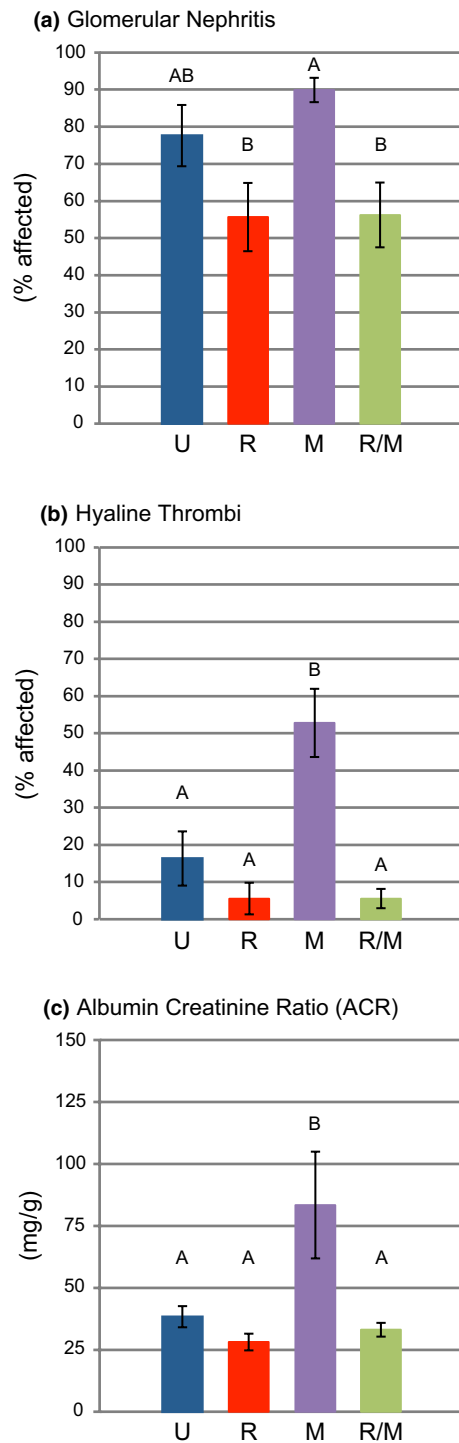 (a) Glomerular Nephritis
100
90
80
70
60
50
40
30
20
10
0
(% affected)
AB
B
A
B
U R M R/M
(b) Hyaline Thrombi
100
90
80
70
60
50
40
30
20
10
0
(% affected)
A
A
B
A
U R M R/M
(c) Albumin Creatinine Ratio (ACR)
150
125
100
75
50
25
0
(mg/g)
A
A
B
A
U R M R/M